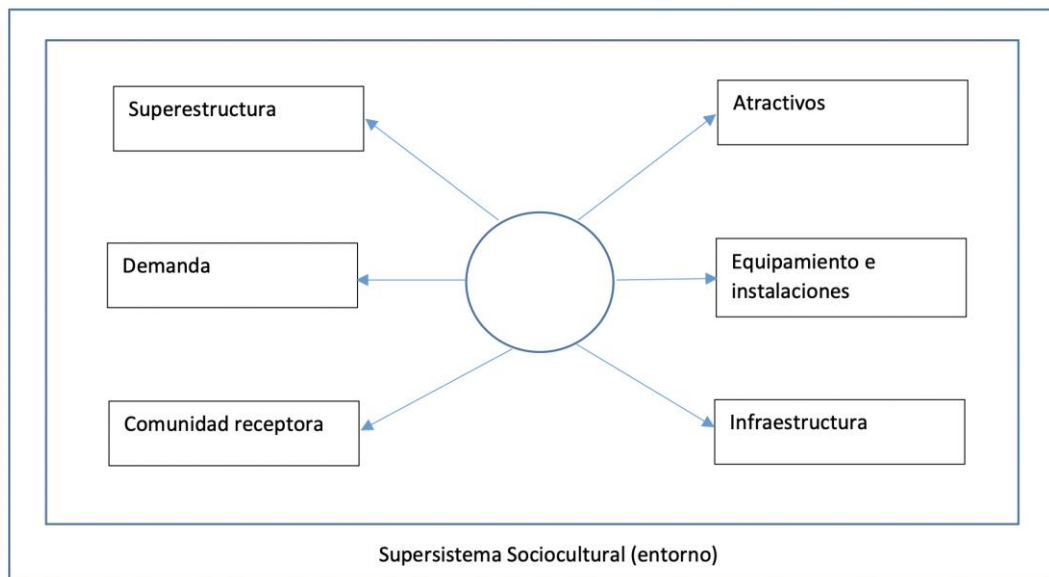 Superestructura
Atractivos
Demanda
Equipamiento e
instalaciones
Comunidad receptora
Infraestructura
Supersistema Sociocultural (entorno)